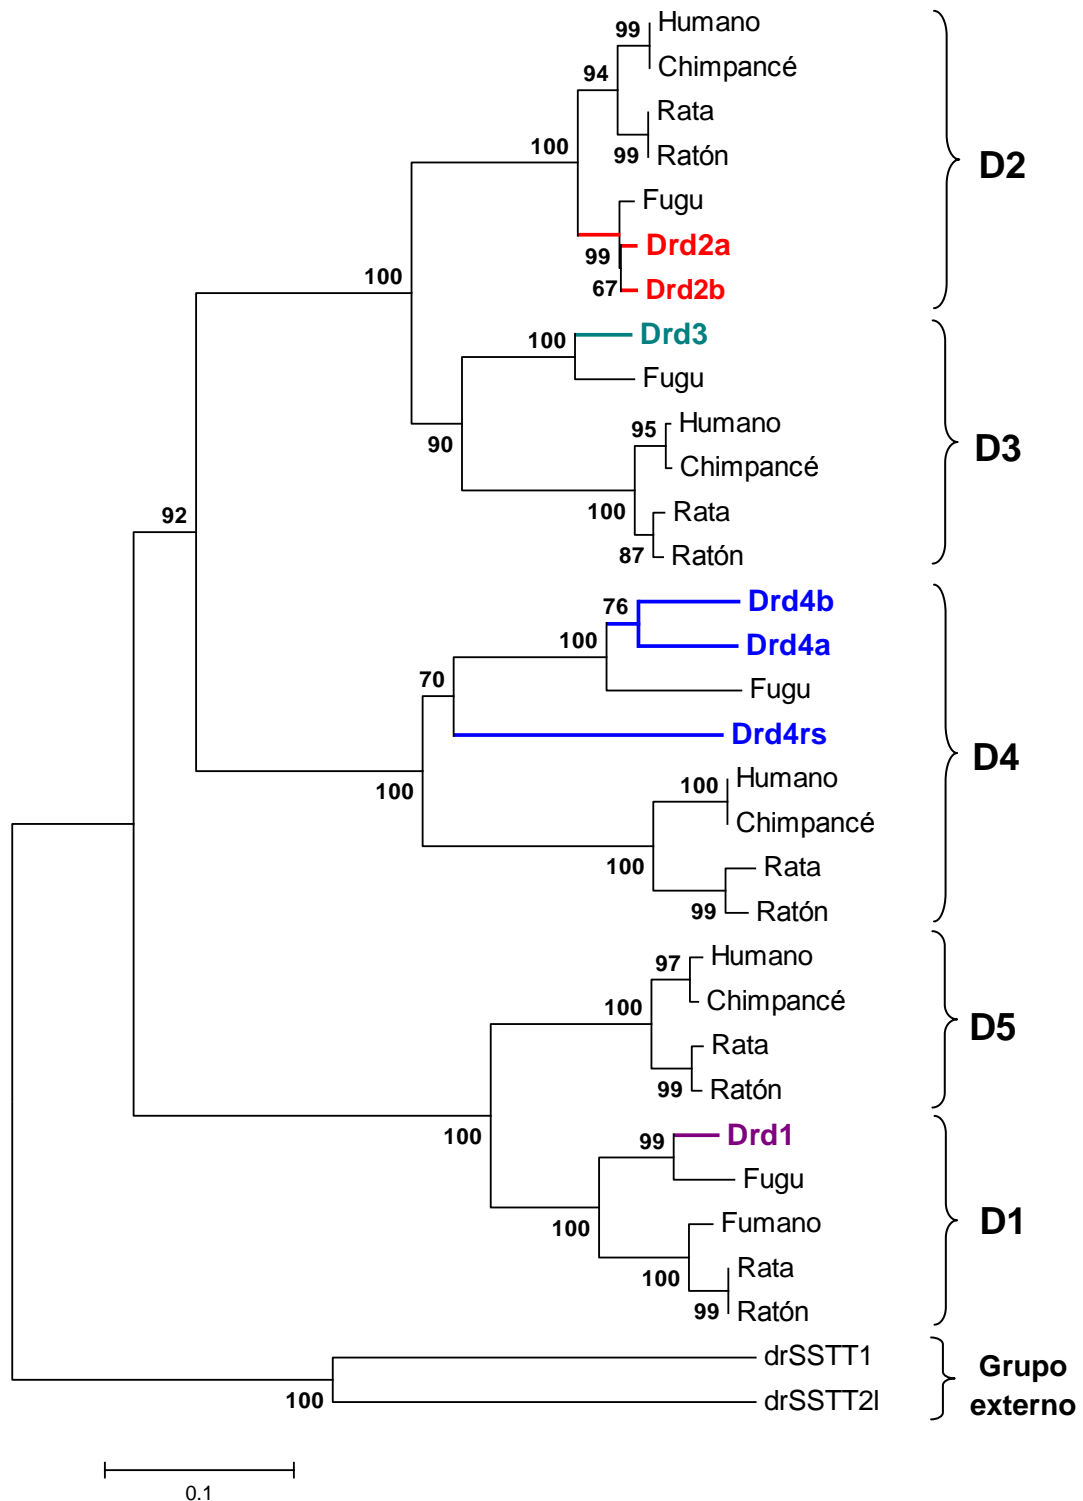 Humano
99
Chimpancé
94
Rata
100
99
Ratón
D2
Fugu
Drd2a
99
100
67
Drd2b
Drd3
100
Fugu
Humano
95
90
D3
Chimpancé
100
Rata
87
Ratón
92
Drd4b
76
100
Drd4a
70
Fugu
Drd4rs
D4
100
Humano
100
Chimpancé
100
Rata
99
Ratón
Humano
97
100
Chimpancé
D5
Rata
99
Ratón
100
99
Drd1
Fugu
100
Fumano
D1
100
Rata
99
Ratón
drSSTT1
Grupo
externo
100
drSSTT2l
0.1